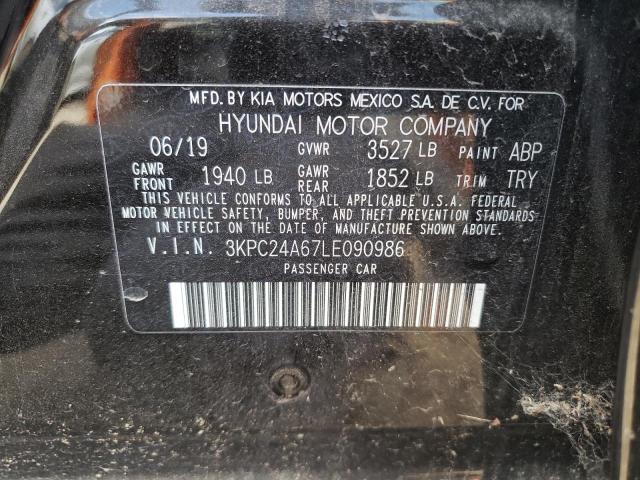 MFD. BY KIA MOTORS MEXICO S.A. DE C.V. FOR
HYUNDAI MOTOR COMPANY
06/19 GVWR 3527 LB PAINT ABP
GAWR FRONT 1940 LB GAWR REAR 1852 LB TRIM TRY
THIS VEHICLE CONFORMS TO ALL APPLICABLE U.S.A. FEDERAL
MOTOR VEHICLE SAFETY, BUMPER, AND THEFT PREVENTION STANDARDS
IN EFFECT ON THE DATE OF MANUFACTURE SHOWN ABOVE.
V.I.N. 3KPC24A67LE090986
PASSENGER CAR